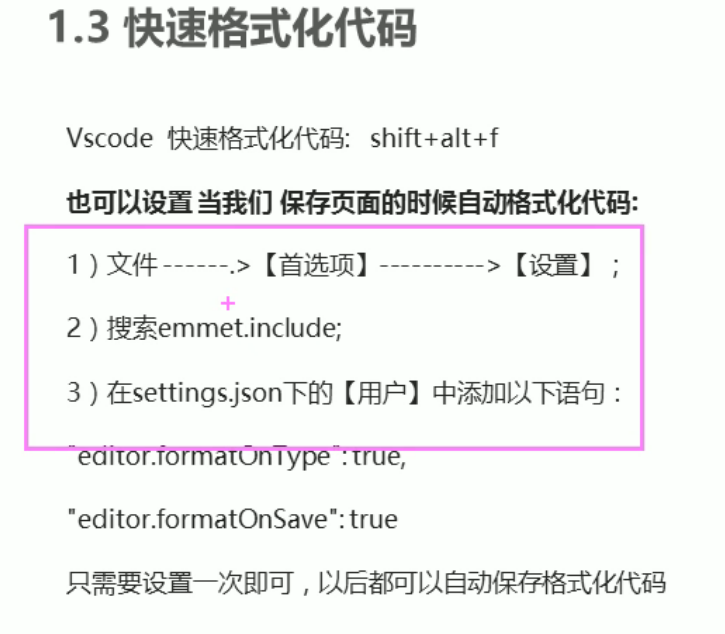 1.3 快速格式化代码
Vscode 快速格式化代码: shift+alt+f
也可以设置 当我们 保存页面的时候自动格式化代码:
1）文件 ------.>【首选项】---------->【设置】；
2）搜索emmet.include;
3）在settings.json下的【用户】中添加以下语句：
"editor.formatOnType": true,
"editor.formatOnSave": true
只需要设置一次即可，以后都可以自动保存格式化代码